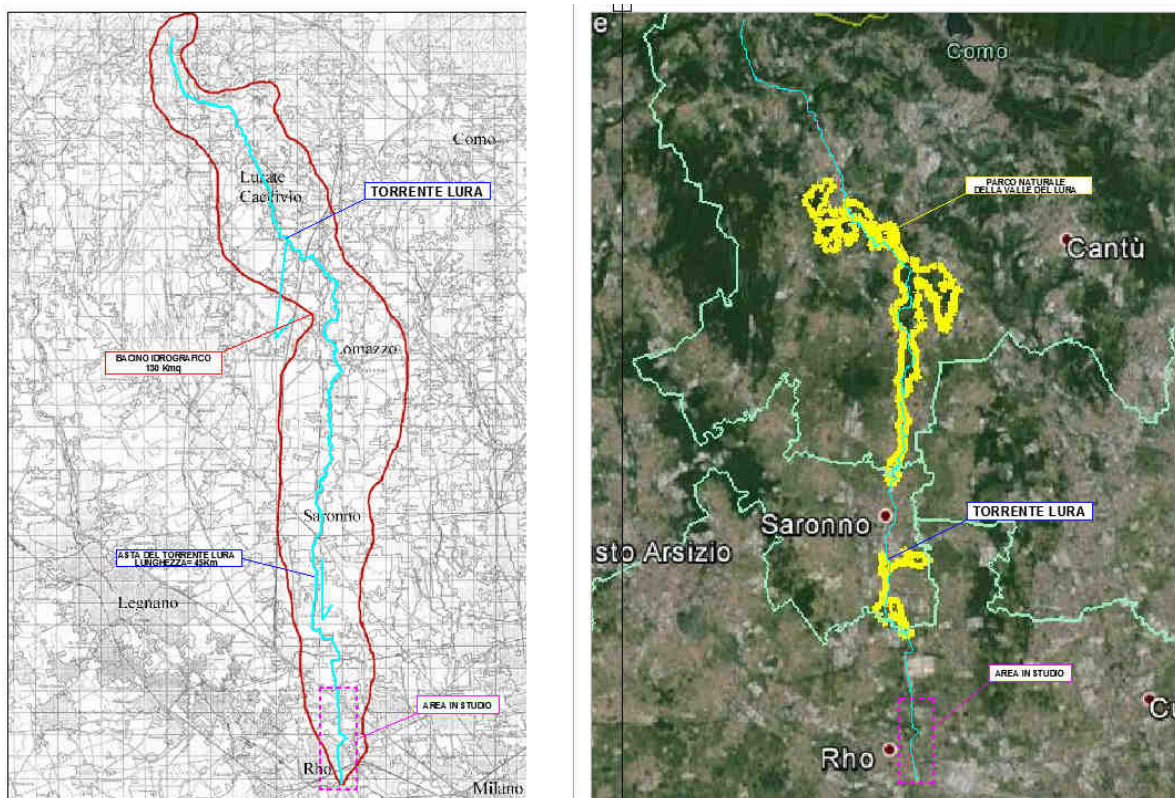 Como
Lurate
Caccivio
TORRENTE LURA
BACINO IDROGRAFICO
130 Kmq
Lomazzo
Saronno
ASTA DEL TORRENTE LURA
LUNGHEZZA= 45Km
Legnano
AREA IN STUDIO
Rho
Milano
e
Como
PARCO NATURALE
DELLA VALLE DEL LURA
Cantù
Saronno
TORRENTE LURA
sto Arsizio
AREA IN STUDIO
Rho